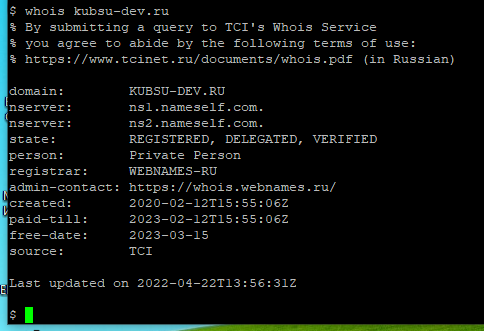 $ whois kubsu-dev.ru
% By submitting a query to TCI's Whois Service
% you agree to abide by the following terms of use:
% https://www.tcinet.ru/documents/whois.pdf (in Russian)

domain:        KUBSU-DEV.RU
nserver:       ns1.nameself.com.
nserver:       ns2.nameself.com.
state:         REGISTERED, DELEGATED, VERIFIED
person:        Private Person
registrar:     WEBNAMES-RU
admin-contact: https://whois.webnames.ru/
created:       2020-02-12T15:55:06Z
paid-till:     2023-02-12T15:55:06Z
free-date:     2023-03-15
source:        TCI

Last updated on 2022-04-22T13:56:31Z

$